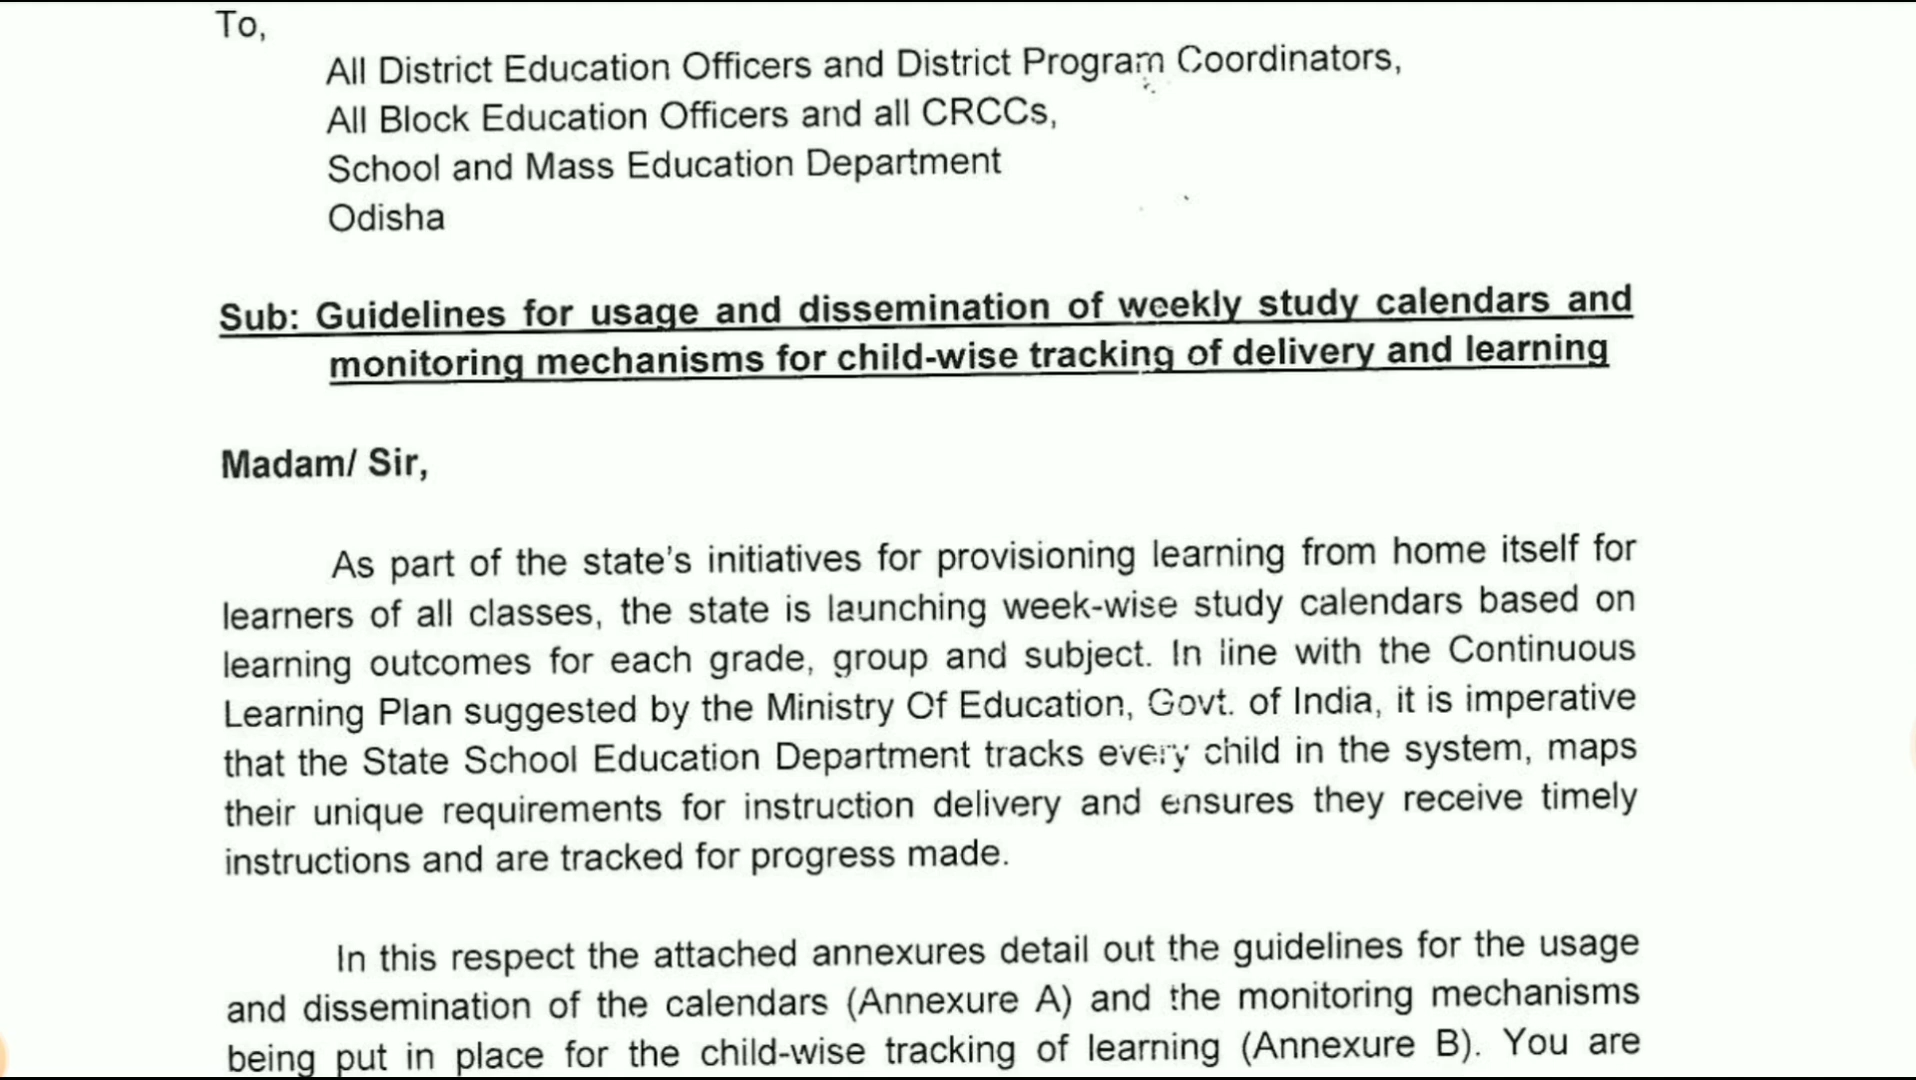 To,
All District Education Officers and District Program Coordinators,
All Block Education Officers and all CRCCs,
School and Mass Education Department
Odisha
Sub: Guidelines for usage and dissemination of weekly study calendars and
monitoring mechanisms for child-wise tracking of delivery and learning
Madam/ Sir,
As part of the state's initiatives for provisioning learning from home itself for
learners of all classes, the state is launching week-wise study calendars based on
learning outcomes for each grade, group and subject. In line with the Continuous
Learning Plan suggested by the Ministry Of Education, Govt. of India, it is imperative
that the State School Education Department tracks every child in the system, maps
their unique requirements for instruction delivery and ensures they receive timely
instructions and are tracked for progress made.
In this respect the attached annexures detail out the guidelines for the usage
and dissemination of the calendars (Annexure A) and the monitoring mechanisms
being put in place for the child-wise tracking of learning (Annexure B). You are